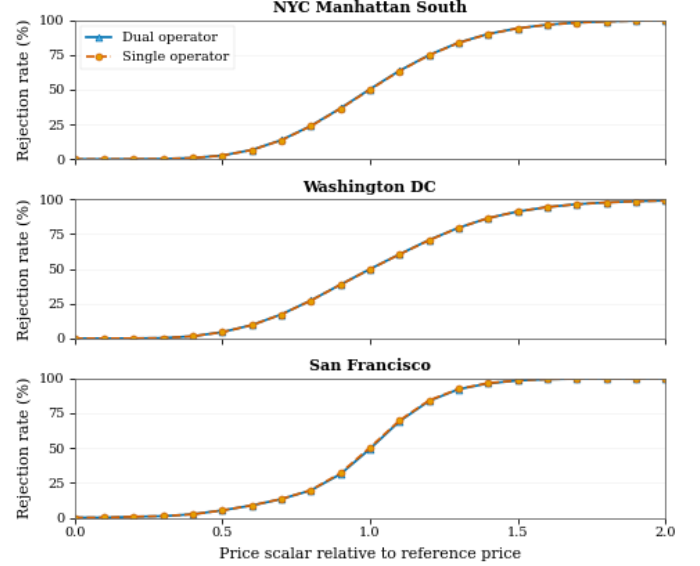 NYC Manhattan South
100
75
50
25
0
Rejection rate (%)
Dual operator
Single operator
Washington DC
100
75
50
25
0
Rejection rate (%)
San Francisco
100
75
50
25
0
Rejection rate (%)
0.0 0.5 1.0 1.5 2.0
Price scalar relative to reference price